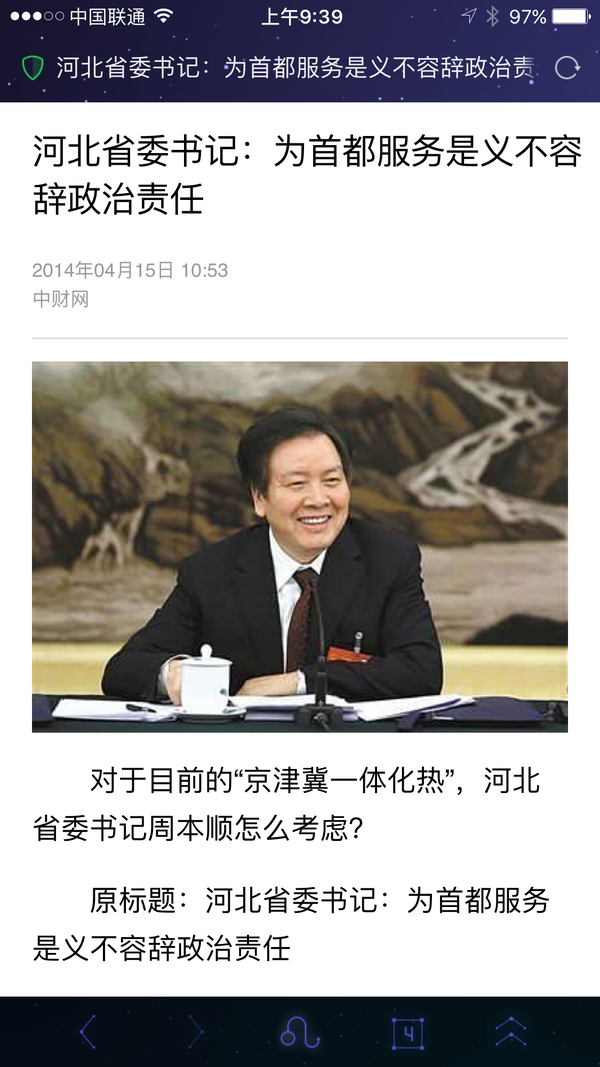 中国联通 上午9:39 97%
河北省委书记：为首都服务是义不容辞政治责
河北省委书记：为首都服务是义不容
辞政治责任
2014年04月15日 10:53
中财网
对于目前的“京津冀一体化热”，河北
省委书记周本顺怎么考虑？
原标题：河北省委书记：为首都服务
是义不容辞政治责任
4